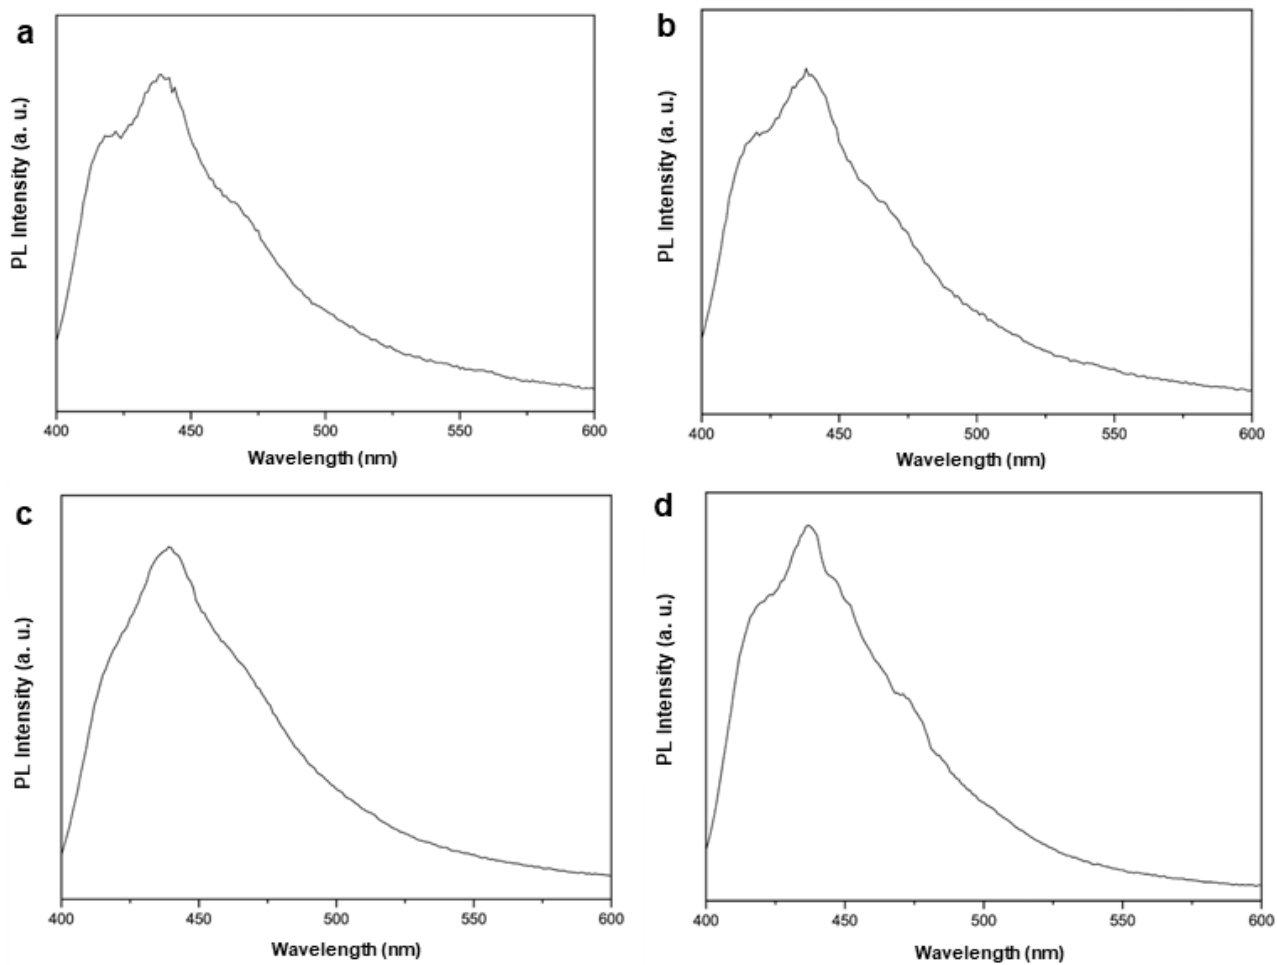 a
PL Intensity (a. u.)
400 450 500 550 600
Wavelength (nm)
b
PL Intensity (a. u.)
400 450 500 550 600
Wavelength (nm)
c
PL Intensity (a. u.)
400 450 500 550 600
Wavelength (nm)
d
PL Intensity (a. u.)
400 450 500 550 600
Wavelength (nm)